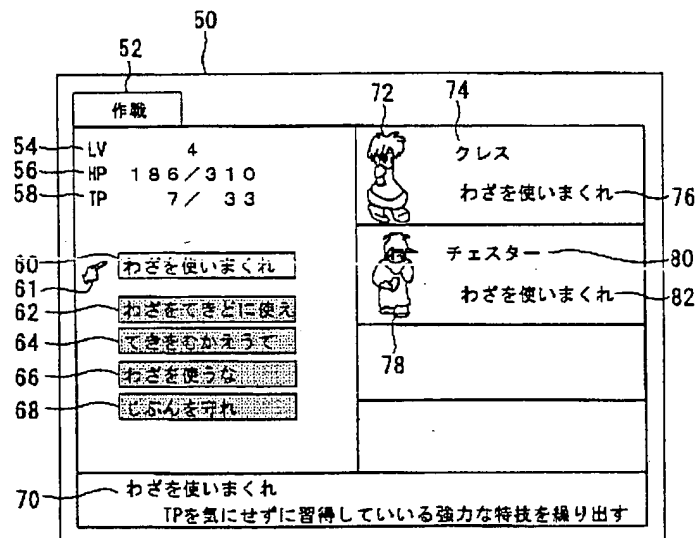 50
52
作戦
54 LV 4
56 HP 186/310
58 TP 7/ 33
60 わざを使いまくれ
61
62 わざをてきとに使え
64 てきをむかえうて
66 わざを使うな
68 じぶんを守れ
72 74
クレス
わざを使いまくれ 76
チェスター 80
わざを使いまくれ 82
78
70 わざを使いまくれ
TPを気にせずに習得していいる強力な特技を繰り出す